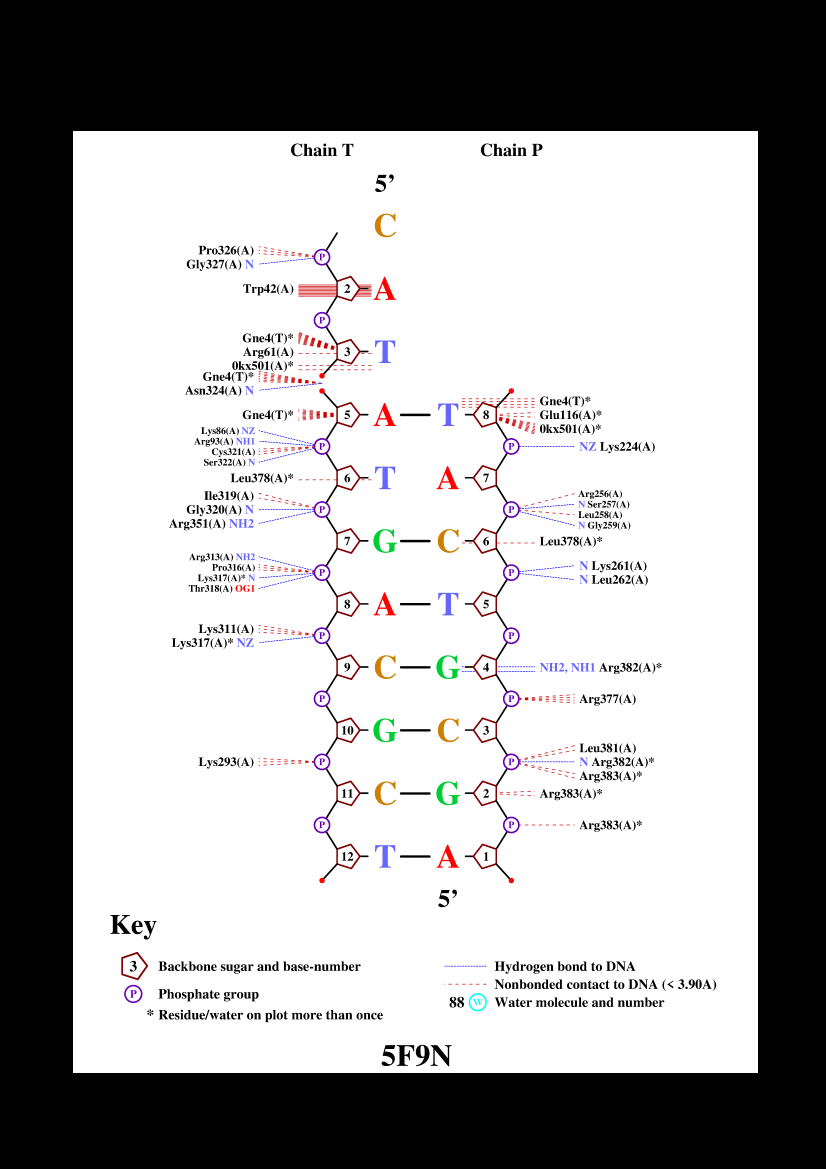 Chain T Chain P
5’
C
Pro326(A) P
Gly327(A) N
Trp42(A) 2 A
P
Gne4(T)*
Arg61(A) 3 T
0kx501(A)*
Gne4(T)*
Asn324(A) N
Gne4(T)*
Gne4(T)* 5 A T 8 Glu116(A)*
0kx501(A)*
Lys86(A) NZ
Arg93(A) NH1 P P NZ Lys224(A)
Cys321(A)
Ser322(A) N
Leu378(A)* 6 T A 7
Ile319(A) Arg256(A)
Gly320(A) N P P N Ser257(A)
Leu258(A)
Arg351(A) NH2 N Gly259(A)
7 G C 6 Leu378(A)*
Arg313(A) NH2
Pro316(A) P P N Lys261(A)
Lys317(A)* N N Leu262(A)
Thr318(A) OG1
8 A T 5
Lys311(A) P P
Lys317(A)* NZ
9 C G 4 NH2, NH1 Arg382(A)*
P P Arg377(A)
10 G C 3
Leu381(A)
Lys293(A) P P N Arg382(A)*
Arg383(A)*
11 C G 2 Arg383(A)*
P P Arg383(A)*
12 T A 1
5’
Key
3 Backbone sugar and base-number
P Phosphate group
* Residue/water on plot more than once
Hydrogen bond to DNA
Nonbonded contact to DNA (< 3.90A)
88 W Water molecule and number
5F9N